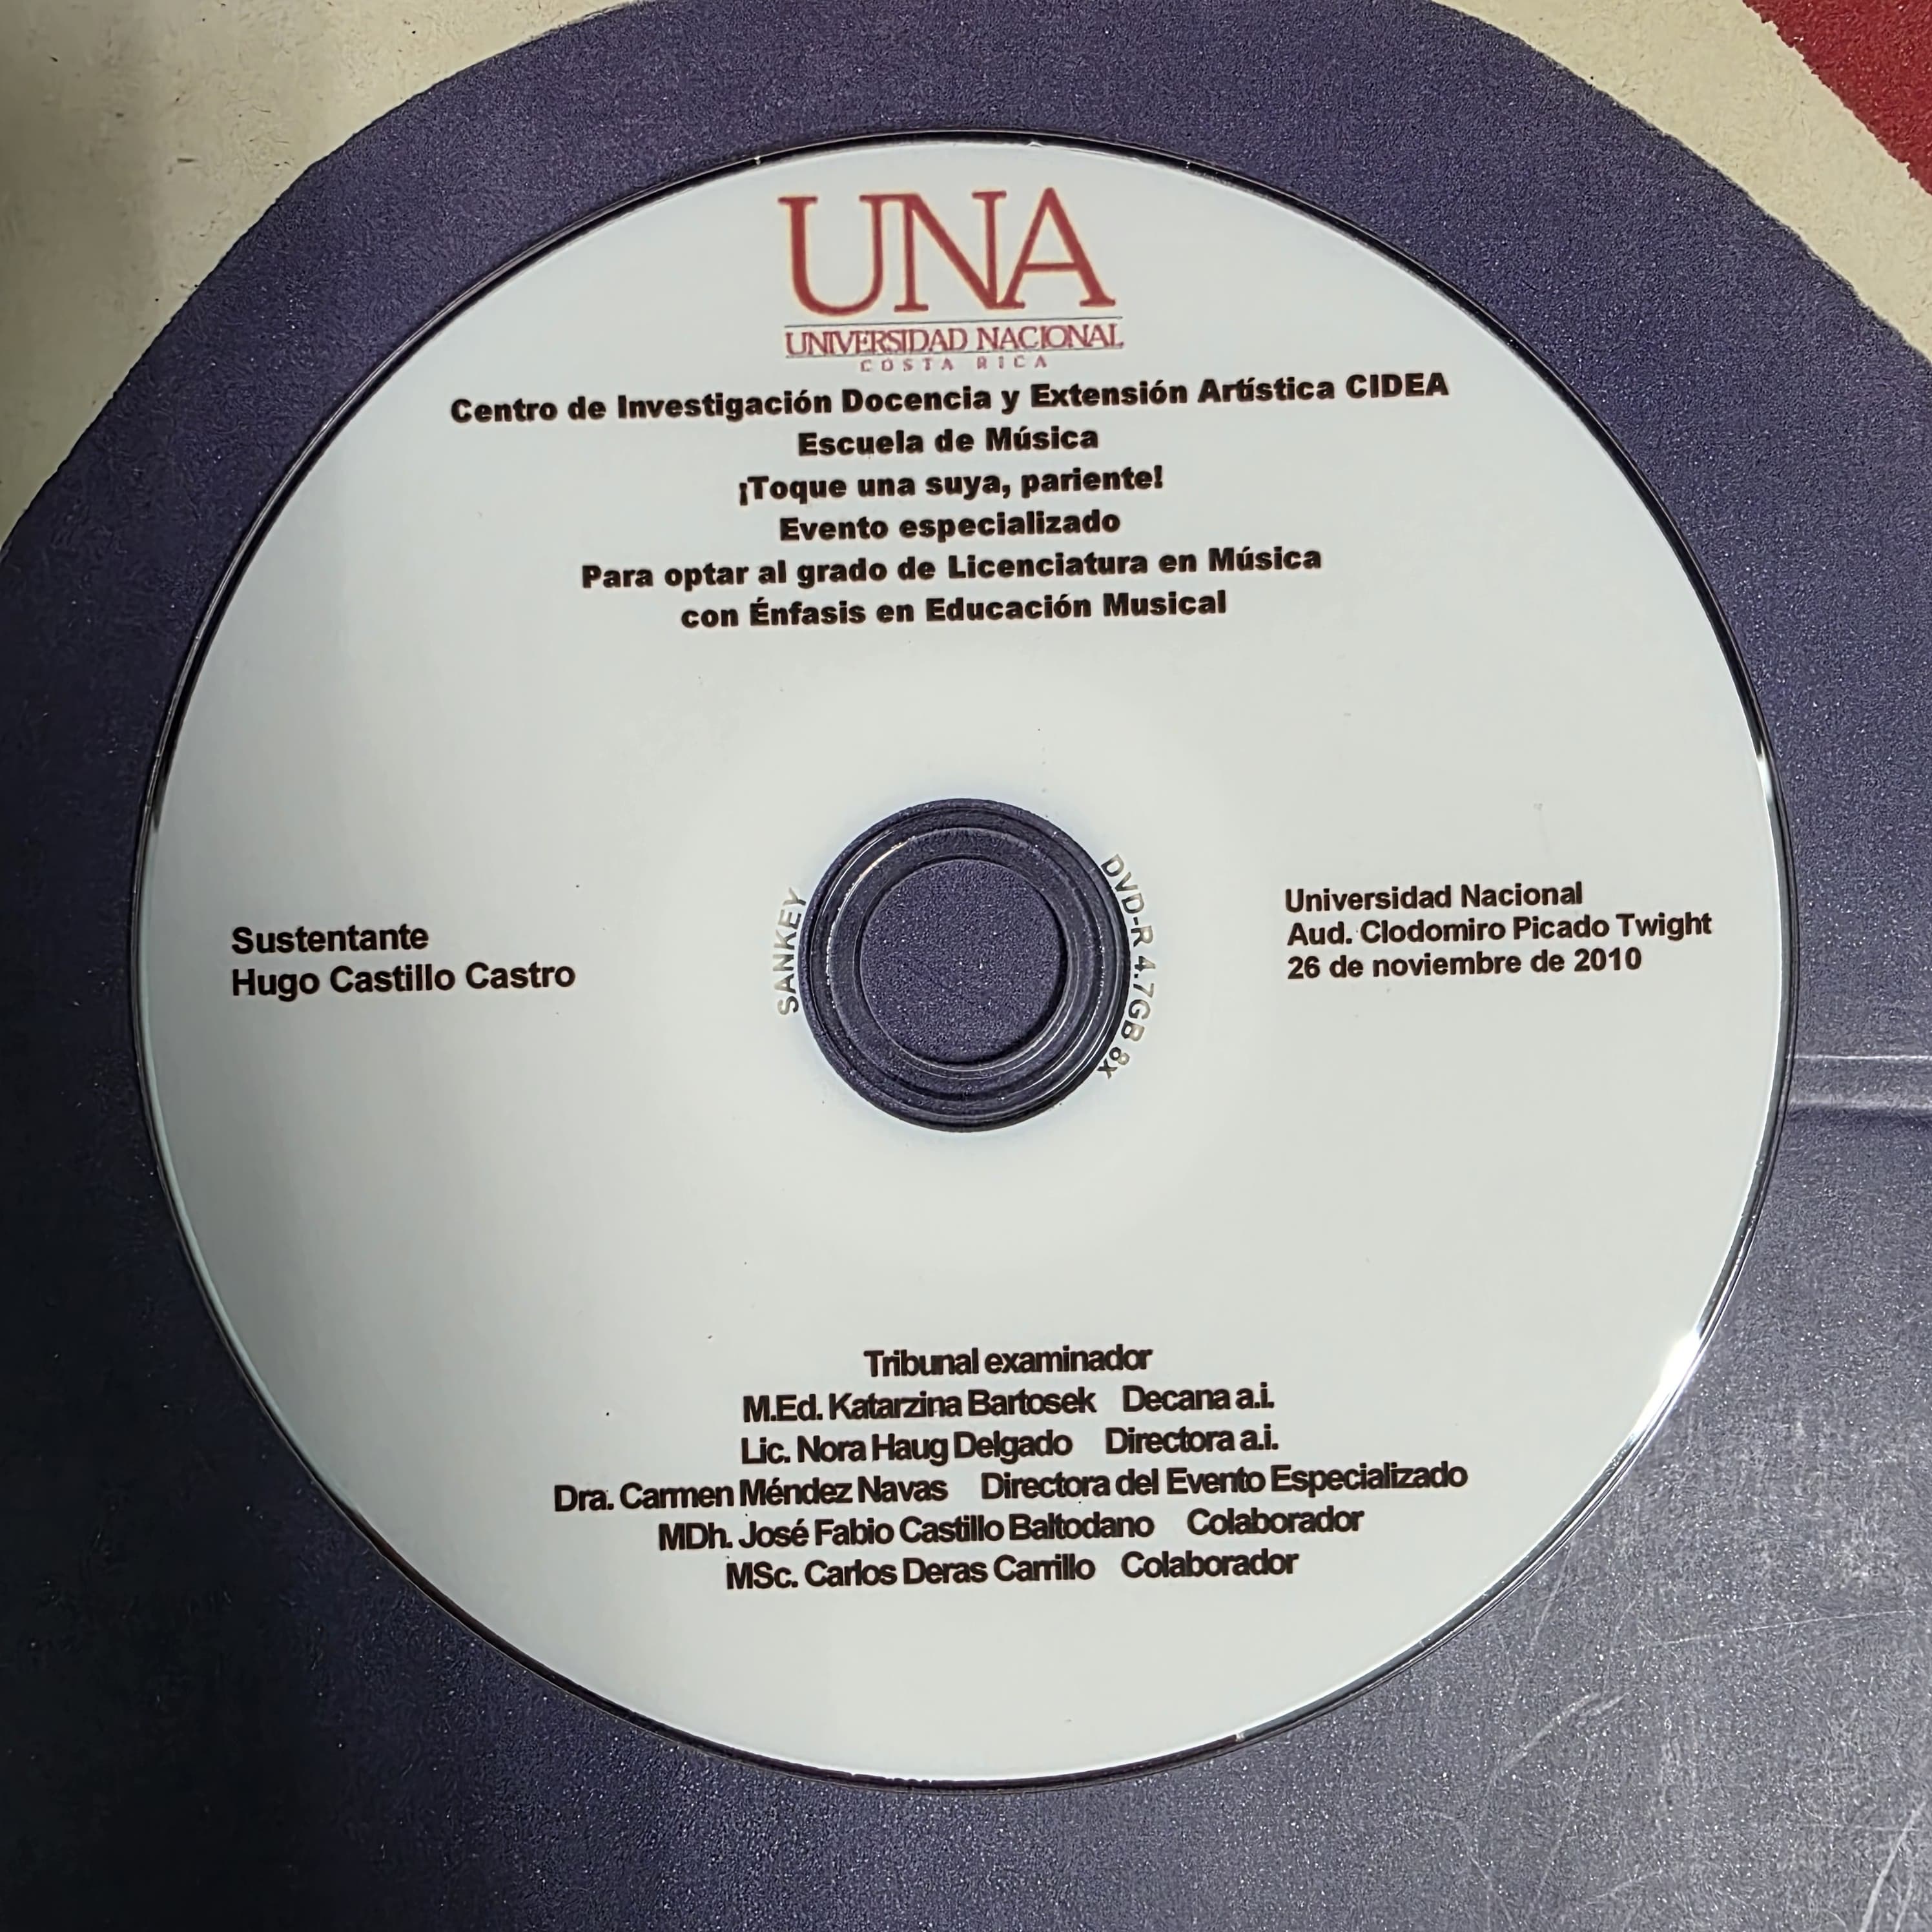 UNA
UNIVERSIDAD NACIONAL
COSTA RICA
Centro de Investigación Docencia y Extensión Artística CIDEA
Escuela de Música
¡Toque una suya, pariente!
Evento especializado
Para optar al grado de Licenciatura en Música
con Énfasis en Educación Musical
Sustentante
Hugo Castillo Castro
SANKEY
DVD-R 4.7GB 8x
Universidad Nacional
Aud. Clodomiro Picado Twight
26 de noviembre de 2010
Tribunal examinador
M.Ed. Katarzina Bartosek Decana a.i.
Lic. Nora Haug Delgado Directora a.i.
Dra. Carmen Méndez Navas Directora del Evento Especializado
MDh. José Fabio Castillo Baltodano Colaborador
MSc. Carlos Deras Carrillo Colaborador